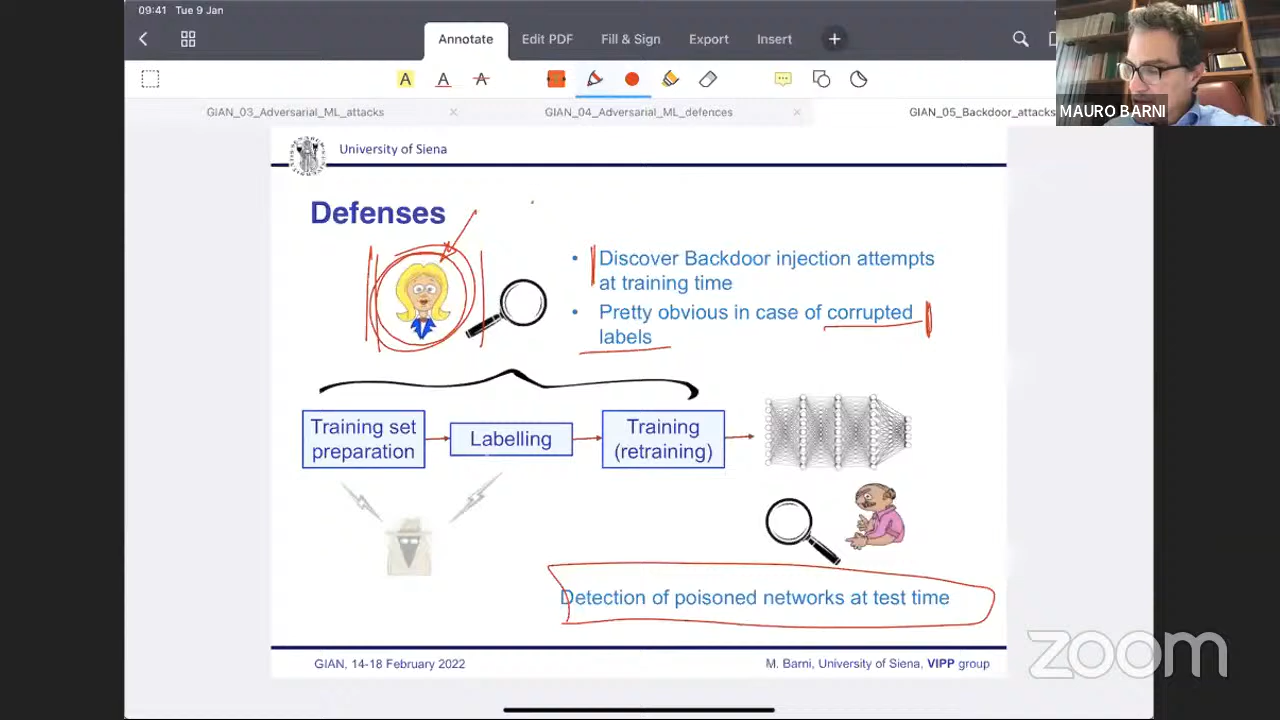 09:41 Tue 9 Jan
Annotate Edit PDF Fill & Sign Export Insert
A A A
GIAN_03_Adversarial_ML_attacks GIAN_04_Adversarial_ML_defences GIAN_05_Backdoor_attacks
MAURO BARNI
University of Siena
Defenses
• Discover Backdoor injection attempts
at training time
• Pretty obvious in case of corrupted
labels
Training set
preparation
Labelling
Training
(retraining)
Detection of poisoned networks at test time
GIAN, 14-18 February 2022
M. Barni, University of Siena, VIPP group
zoom